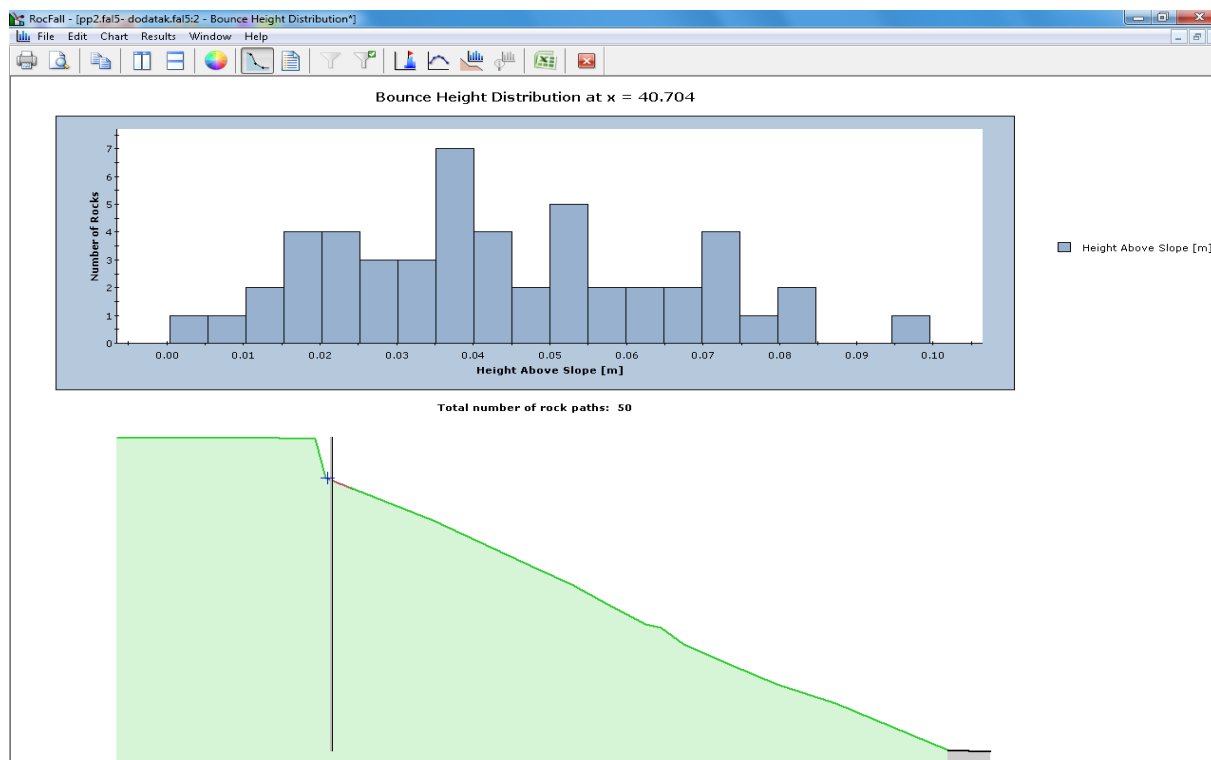 RocFall - [pp2.fal5- dodatak.fal5:2 - Bounce Height Distribution*]
File Edit Chart Results Window Help
Bounce Height Distribution at x = 40.704
7
6
5
4
3
2
1
0
Number of Rocks
0.00 0.01 0.02 0.03 0.04 0.05 0.06 0.07 0.08 0.09 0.10
Height Above Slope [m]
Height Above Slope [m]
Total number of rock paths: 50